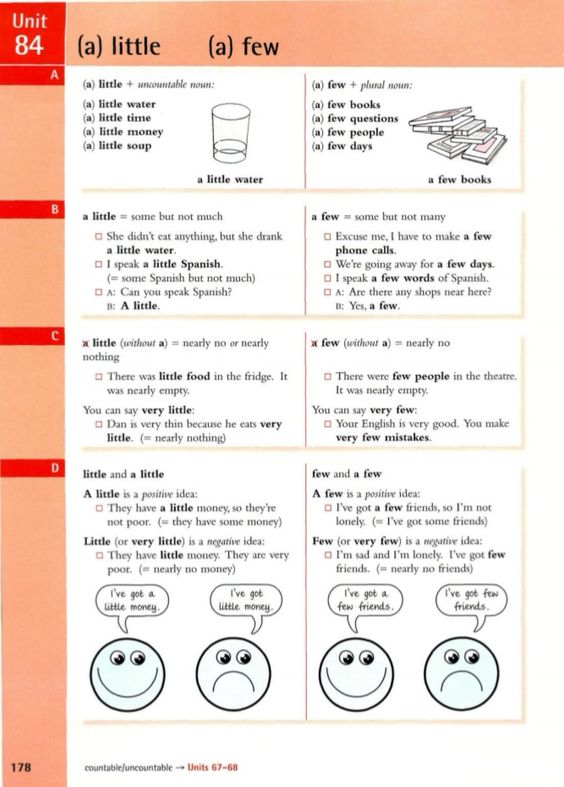 Unit
84
(a) little (a) few
A
(a) little + uncountable noun:
(a) little water
(a) little time
(a) little money
(a) little soup
a little water
(a) few + plural noun:
(a) few books
(a) few questions
(a) few people
(a) few days
a few books
B
a little = some but not much
□ She didn't eat anything, but she drank
a little water.
□ I speak a little Spanish.
(= some Spanish but not much)
□ A: Can you speak Spanish?
B: A little.
a few = some but not many
□ Excuse me, I have to make a few
phone calls.
□ We're going away for a few days.
□ I speak a few words of Spanish.
□ A: Are there any shops near here?
B: Yes, a few.
C
a little (without a) = nearly no or nearly
nothing
□ There was little food in the fridge. It
was nearly empty.
You can say very little:
□ Dan is very thin because he eats very
little. (= nearly nothing)
a few (without a) = nearly no
□ There were few people in the theatre.
It was nearly empty.
You can say very few:
□ Your English is very good. You make
very few mistakes.
D
little and a little
A little is a positive idea:
□ They have a little money, so they're
not poor. (= they have some money)
Little (or very little) is a negative idea:
□ They have little money. They are very
poor. (= nearly no money)
I've got a
little money.
I've got
little money.
few and a few
A few is a positive idea:
□ I've got a few friends, so I'm not
lonely. (= I've got some friends)
Few (or very few) is a negative idea:
□ I'm sad and I'm lonely. I've got few
friends. (= nearly no friends)
I've got a
few friends.
I've got few
friends.
178
countable/uncountable → Units 67–68